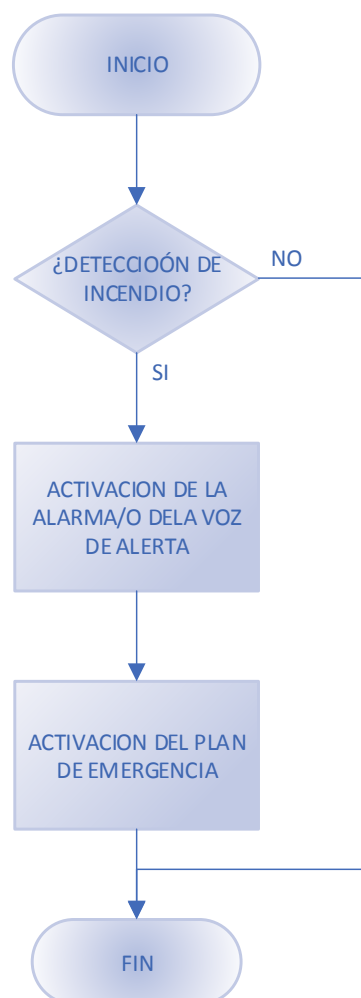 INICIO
¿DETECCIOÓN DE
INCENDIO?
NO
SI
ACTIVACION DE LA
ALARMA/O DELA VOZ
DE ALERTA
ACTIVACION DEL PLAN
DE EMERGENCIA
FIN